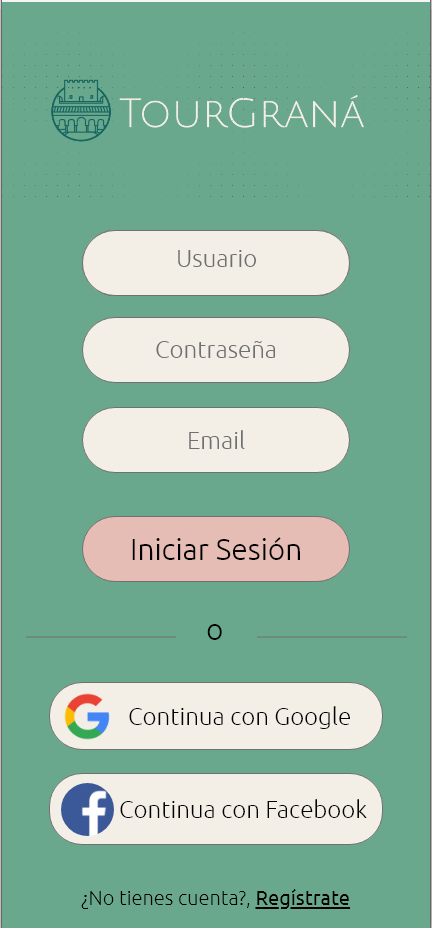 TourGraná
Usuario
Contraseña
Email
Iniciar Sesión
O
Continua con Google
Continua con Facebook
¿No tienes cuenta?, Regístrate